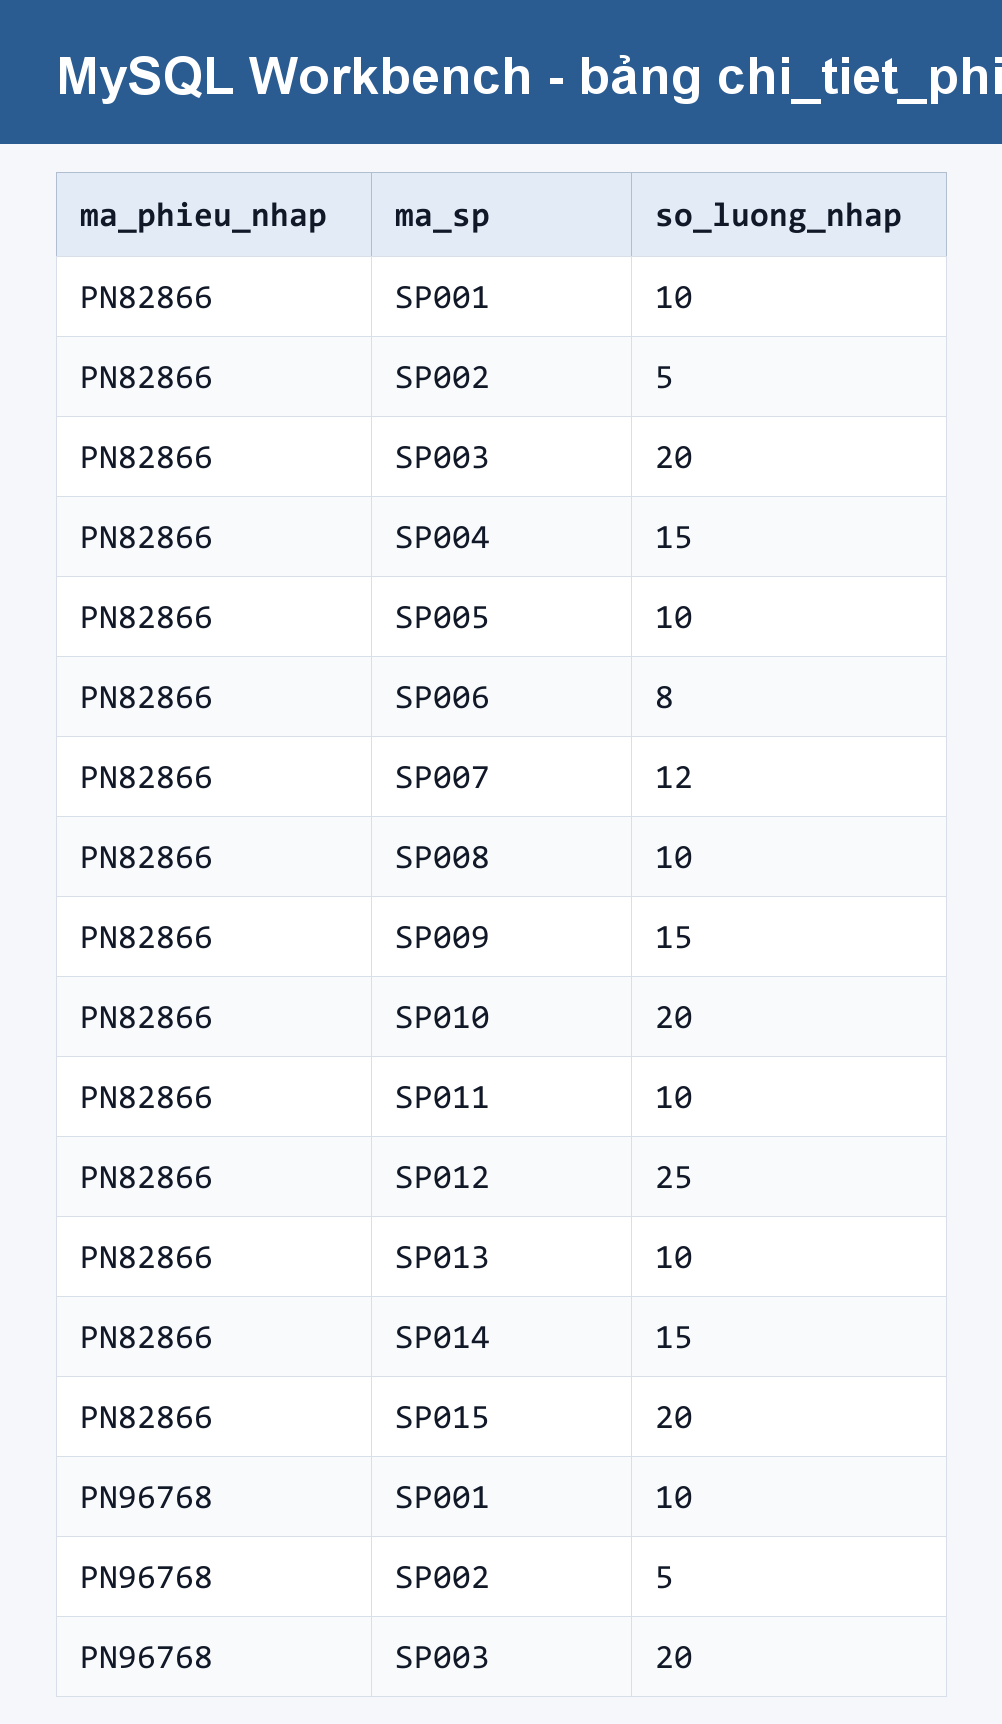 MySQL Workbench - bảng chi_tiet_phi
ma_phieu_nhap ma_sp so_luong_nhap
PN82866 SP001 10
PN82866 SP002 5
PN82866 SP003 20
PN82866 SP004 15
PN82866 SP005 10
PN82866 SP006 8
PN82866 SP007 12
PN82866 SP008 10
PN82866 SP009 15
PN82866 SP010 20
PN82866 SP011 10
PN82866 SP012 25
PN82866 SP013 10
PN82866 SP014 15
PN82866 SP015 20
PN96768 SP001 10
PN96768 SP002 5
PN96768 SP003 20